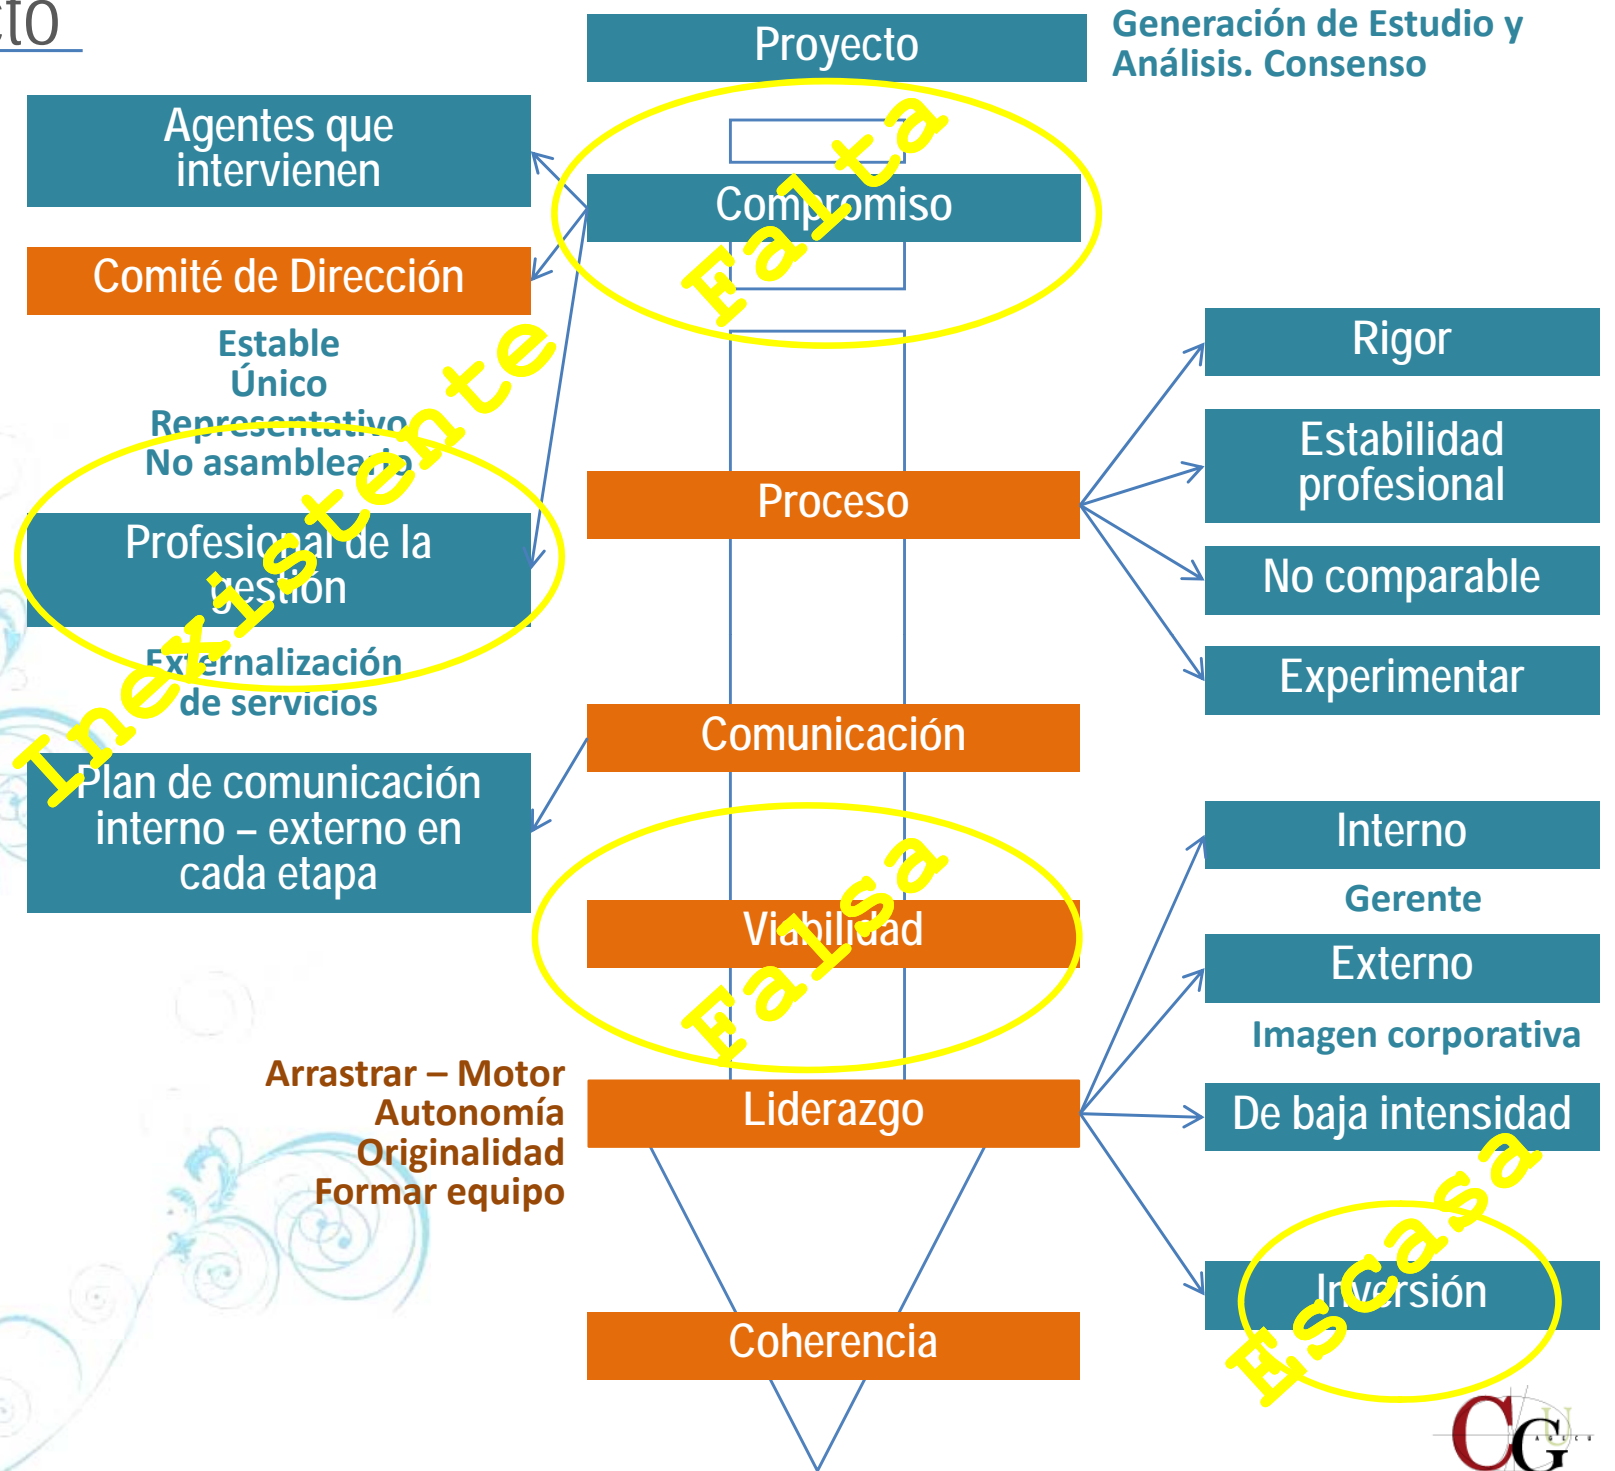 Proyecto
Generación de Estudio y
Análisis. Consenso
Agentes que
intervienen
Compromiso
Falta
Comité de Dirección
Estable
Único
Representativo
No asambleario
Profesional de la
gestión
Inexistente
Externalización
de servicios
Proceso
Rigor
Estabilidad
profesional
No comparable
Experimentar
Comunicación
Plan de comunicación
interno – externo en
cada etapa
Viabilidad
Falsa
Interno
Gerente
Externo
Imagen corporativa
De baja intensidad
Inversión
Escasa
Arrastrar – Motor
Autonomía
Originalidad
Formar equipo
Liderazgo
Coherencia
CGU
AGLCU